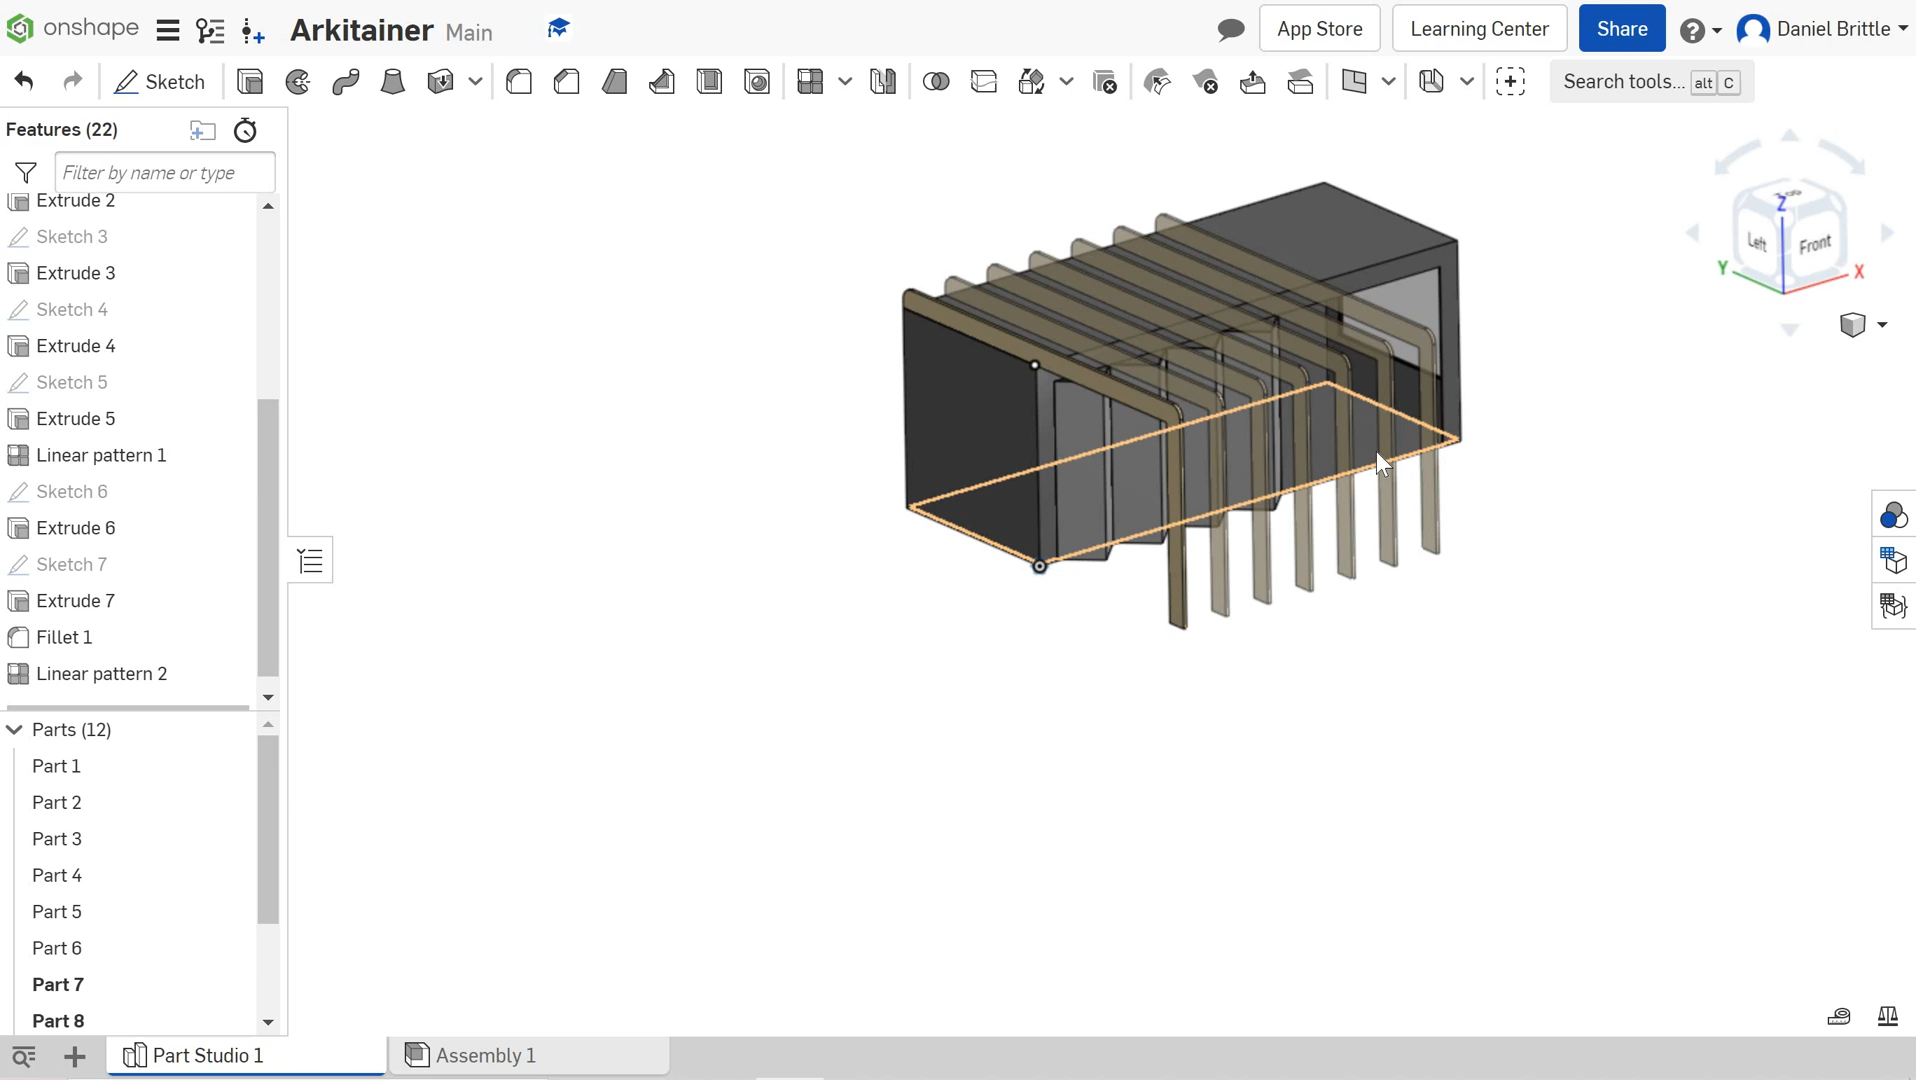 onshape
Arkitainer Main
App Store
Learning Center
Share
Daniel Brittle
Sketch
Search tools... alt C
Features (22)
Filter by name or type
Extrude 2
Sketch 3
Extrude 3
Sketch 4
Extrude 4
Sketch 5
Extrude 5
Linear pattern 1
Sketch 6
Extrude 6
Sketch 7
Extrude 7
Fillet 1
Linear pattern 2
Parts (12)
Part 1
Part 2
Part 3
Part 4
Part 5
Part 6
Part 7
Part 8
Top
Z
Left
Front
Y
X
Part Studio 1
Assembly 1